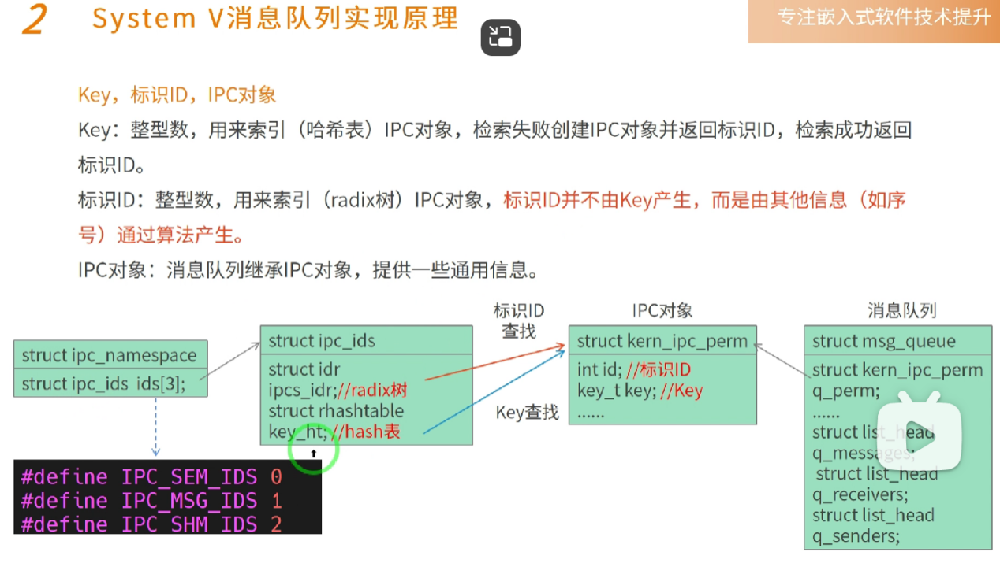 2
System V消息队列实现原理
专注嵌入式软件技术提升
Key，标识ID，IPC对象
Key：整型数，用来索引（哈希表）IPC对象，检索失败创建IPC对象并返回标识ID，检索成功返回
标识ID。
标识ID：整型数，用来索引（radix树）IPC对象，标识ID并不由Key产生，而是由其他信息（如序
号）通过算法产生。
IPC对象：消息队列继承IPC对象，提供一些通用信息。
struct ipc_namespace
struct ipc_ids ids[3];
#define IPC_SEM_IDS 0
#define IPC_MSG_IDS 1
#define IPC_SHM_IDS 2
struct ipc_ids
struct idr
ipcs_idr;//radix树
struct rhashtable
key_ht;//hash表
标识ID
查找
Key查找
IPC对象
struct kern_ipc_perm
int id; //标识ID
key_t key; //Key
......
消息队列
struct msg_queue
struct kern_ipc_perm
q_perm;
......
struct list_head
q_messages;
struct list_head
q_receivers;
struct list_head
q_senders;